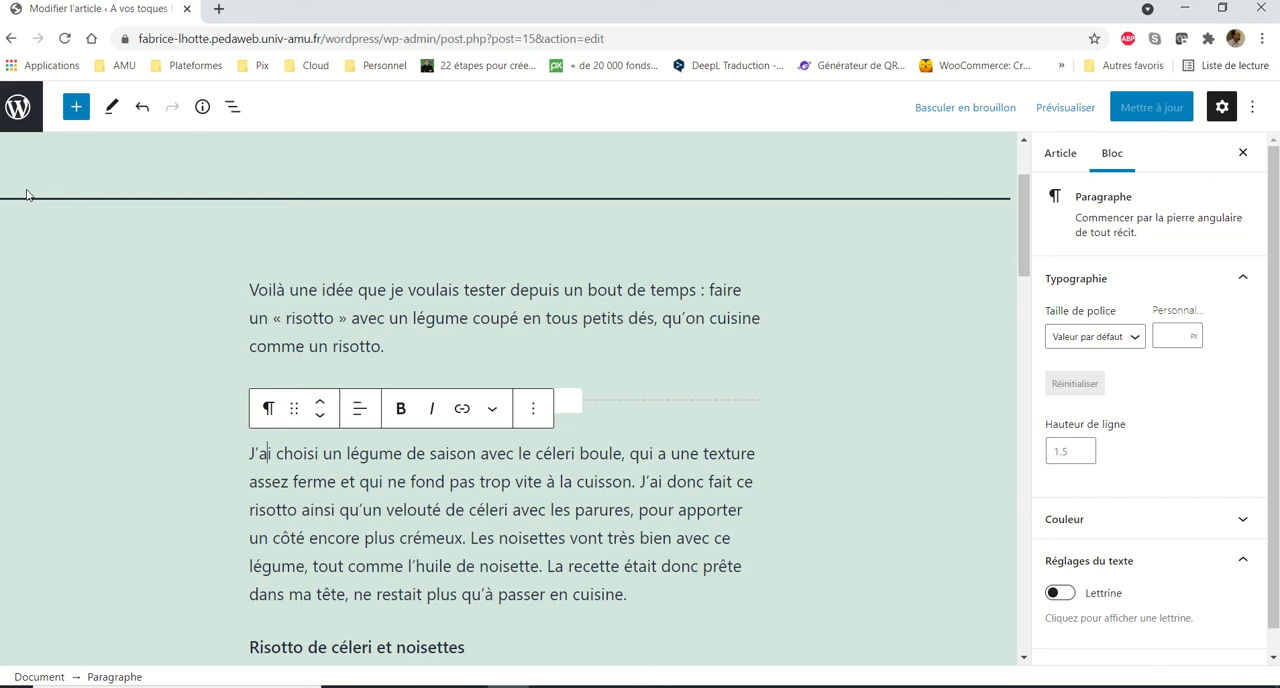 Modifier l'article ‹ A vos toques !
fabrice-lhotte.pedaweb.univ-amu.fr/wordpress/wp-admin/post.php?post=15&action=edit
ABP
Applications AMU Plateformes Pix Cloud Personnel 22 étapes pour crée... + de 20 000 fonds... DeepL Traduction -... Générateur de QR... WooCommerce: Cr... » Autres favoris Liste de lecture
Basculer en brouillon Prévisualiser Mettre à jour
Article Bloc
Paragraphe
Commencer par la pierre angulaire
de tout récit.
Typographie
Taille de police Personnal...
Valeur par défaut PX
Réinitialiser
Hauteur de ligne
1.5
Couleur
Réglages du texte
Lettrine
Cliquez pour afficher une lettrine.
Voilà une idée que je voulais tester depuis un bout de temps : faire
un « risotto » avec un légume coupé en tous petits dés, qu'on cuisine
comme un risotto.
B I
J'ai choisi un légume de saison avec le céleri boule, qui a une texture
assez ferme et qui ne fond pas trop vite à la cuisson. J'ai donc fait ce
risotto ainsi qu'un velouté de céleri avec les parures, pour apporter
un côté encore plus crémeux. Les noisettes vont très bien avec ce
légume, tout comme l'huile de noisette. La recette était donc prête
dans ma tête, ne restait plus qu'à passer en cuisine.
Risotto de céleri et noisettes
Document → Paragraphe